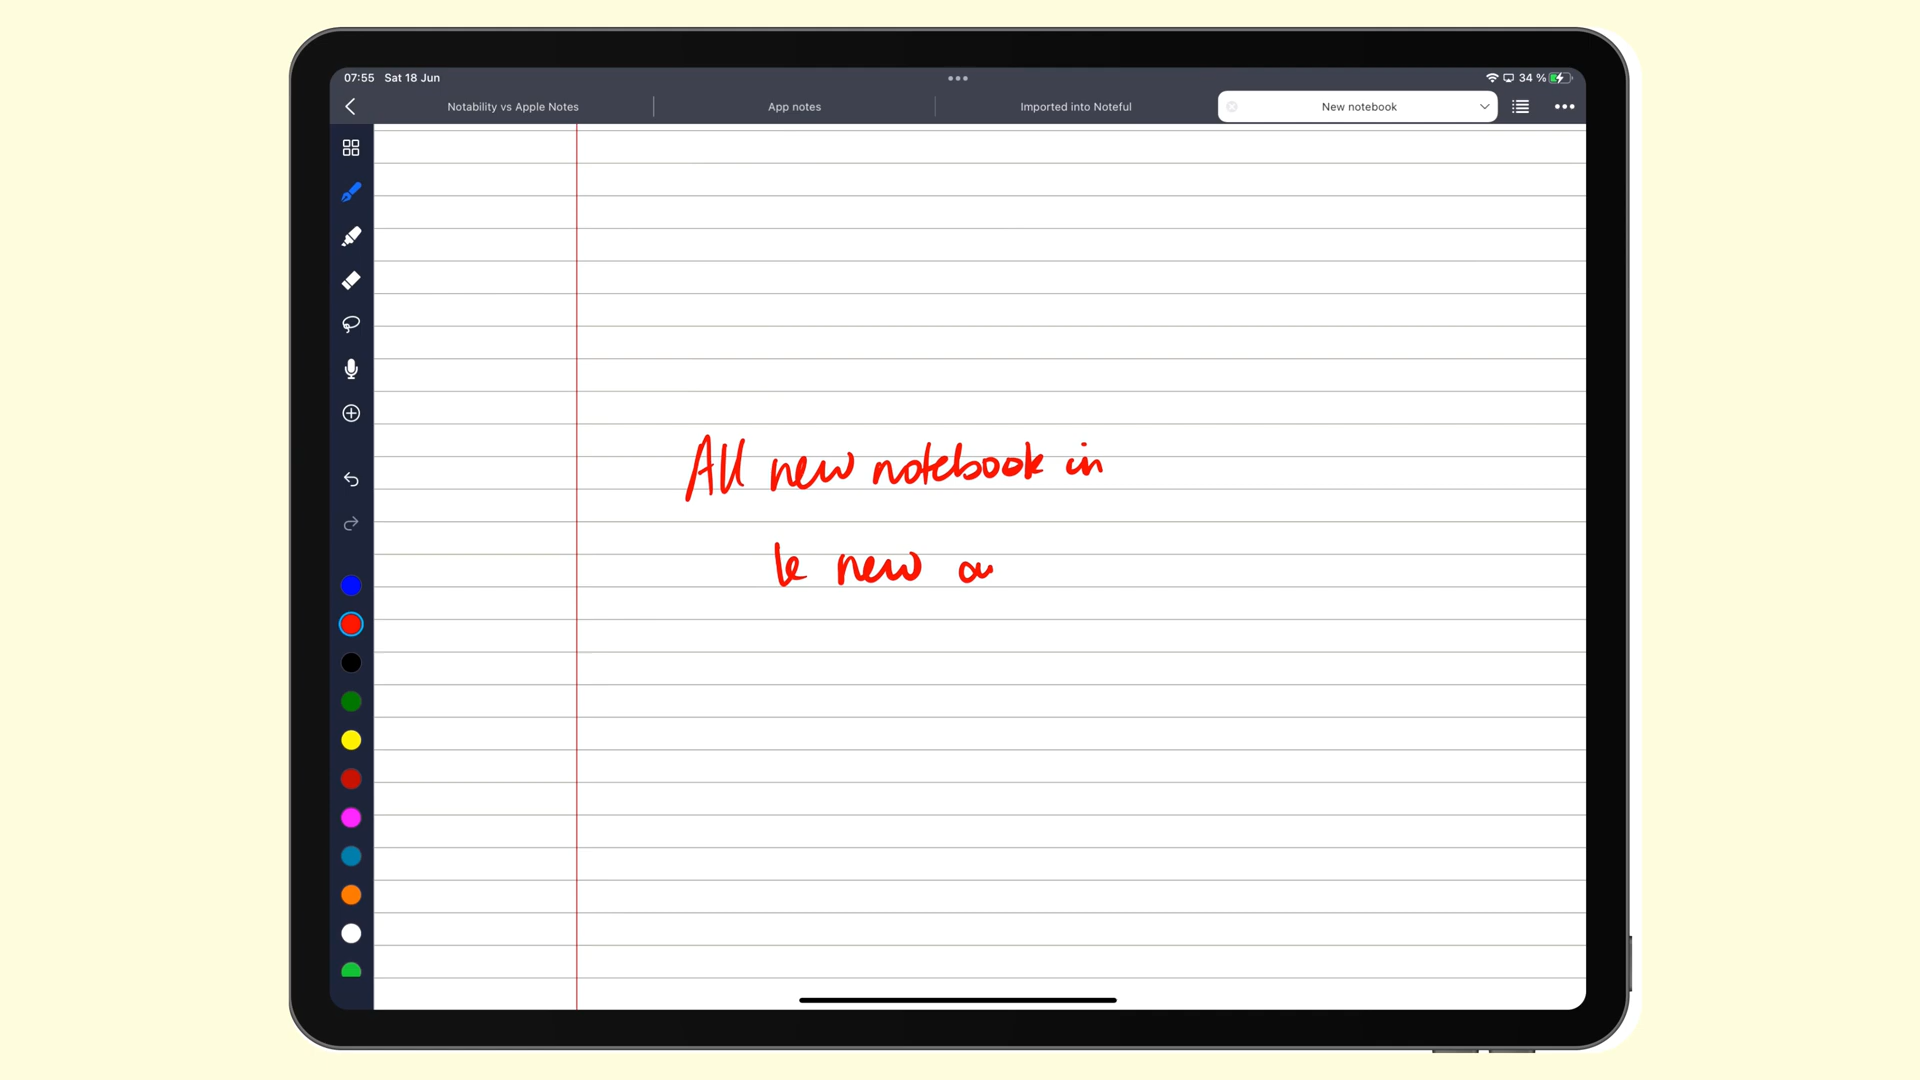 07:55 Sat 18 Jun
34 %
Notability vs Apple Notes
App notes
Imported into Noteful
New notebook
All new notebook in
new